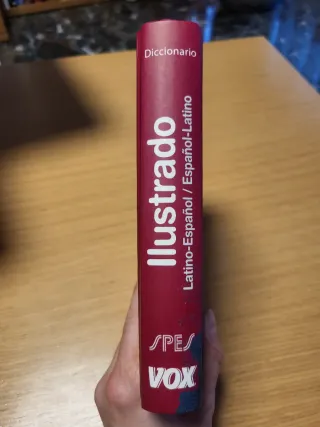 Diccionario
Ilustrado
Latino-Español / Español-Latino
SPES
VOX